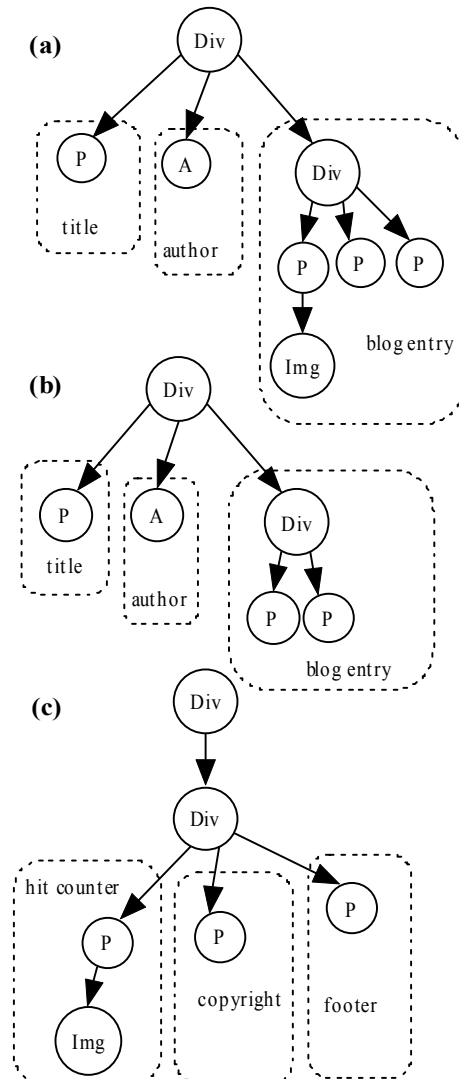 (a)
Div
P
A
Div
title
author
P
P
P
Img
blog entry
(b)
Div
P
A
Div
title
author
P
P
blog entry
(c)
Div
Div
hit counter
P
P
P
copyright
footer
Img